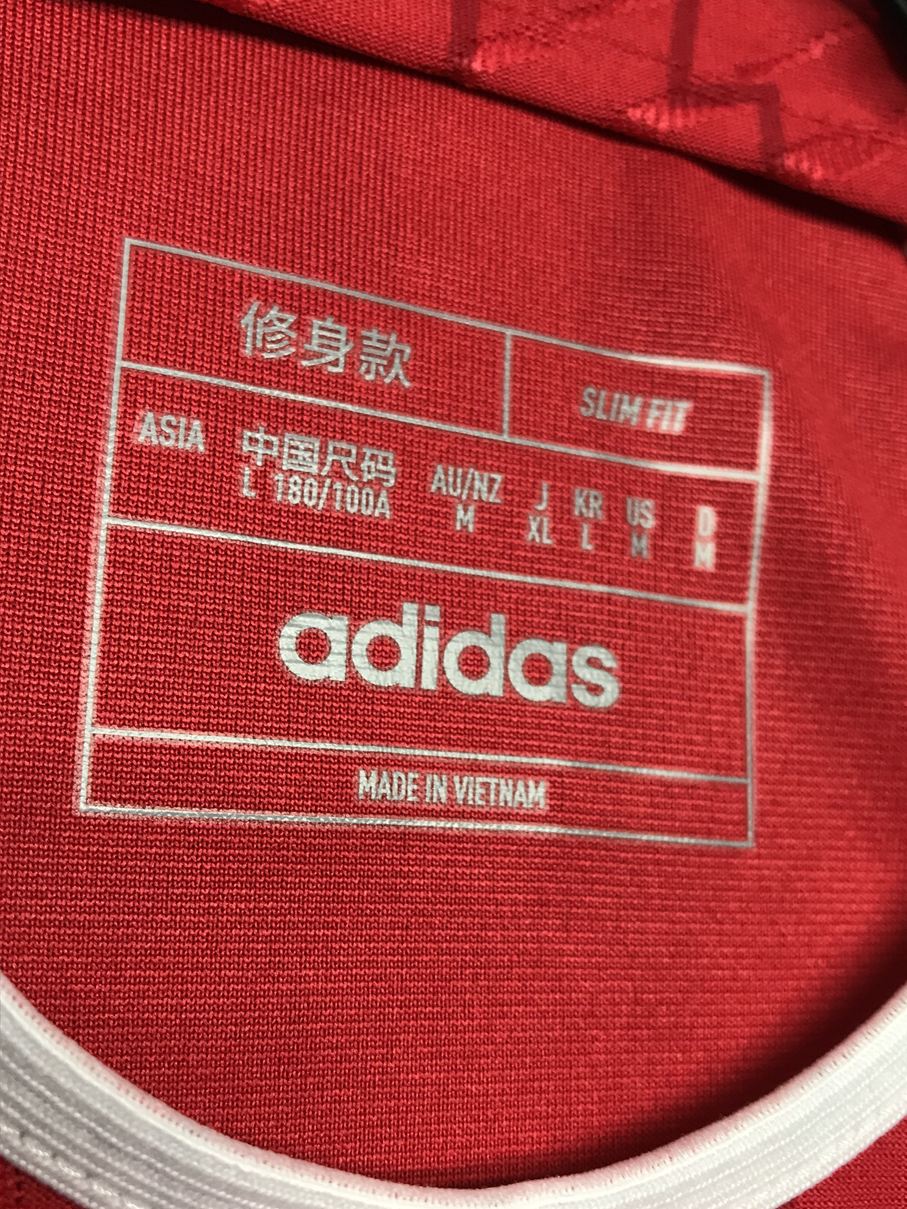 修身款 SLIM FIT
ASIA 中国尺码 AU/NZ J KR US D
L 180/100A M XL L M M
adidas
MADE IN VIETNAM